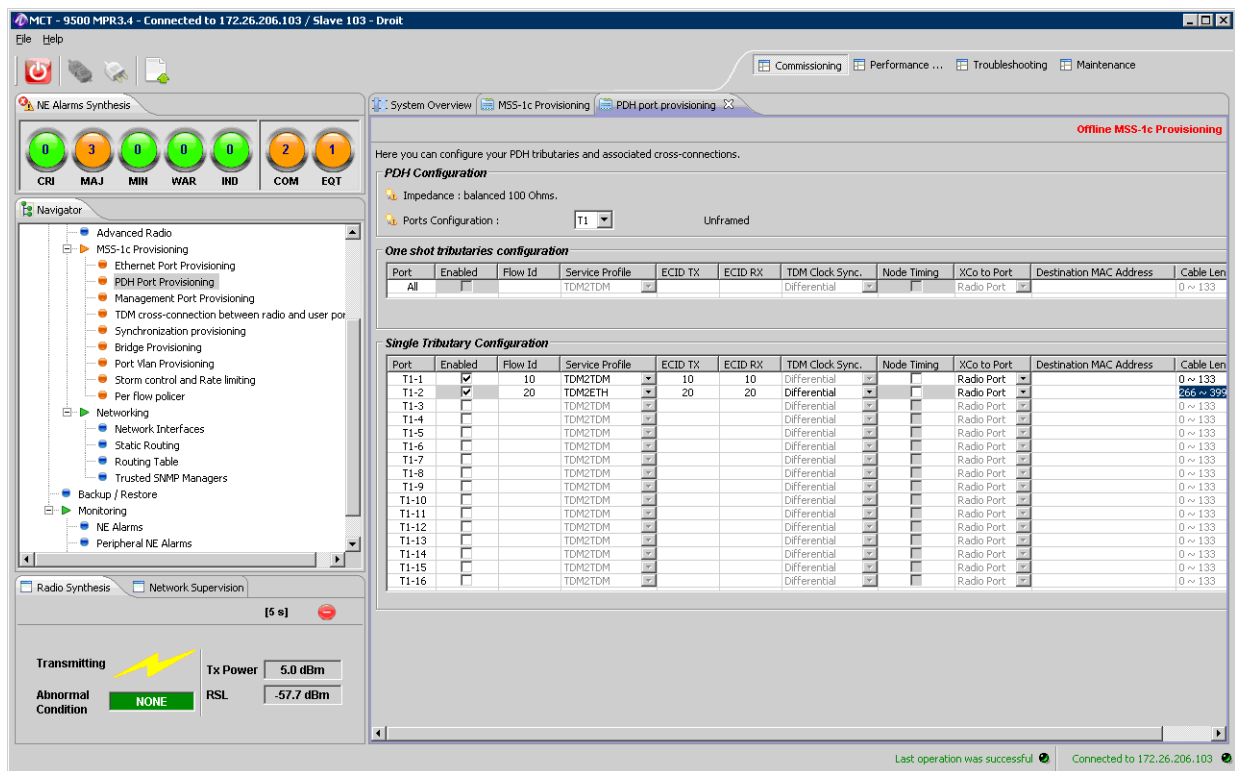 MCT - 9500 MPR3.4 - Connected to 172.26.206.103 / Slave 103 - Droit
File Help
Commissioning Performance ... Troubleshooting Maintenance
NE Alarms Synthesis
0 3 0 0 0 2 1
CRI MAJ MIN WAR IND COM EQT
Navigator
Advanced Radio
MSS-1c Provisioning
Ethernet Port Provisioning
PDH Port Provisioning
Management Port Provisioning
TDM cross-connection between radio and user por
Synchronization provisioning
Bridge Provisioning
Port Vlan Provisioning
Storm control and Rate limiting
Per flow policer
Networking
Network Interfaces
Static Routing
Routing Table
Trusted SNMP Managers
Backup / Restore
Monitoring
NE Alarms
Peripheral NE Alarms
Radio Synthesis Network Supervision
[5 s]
Transmitting
Tx Power 5.0 dBm
Abnormal Condition NONE
RSL -57.7 dBm
System Overview MSS-1c Provisioning PDH port provisioning
Offline MSS-1c Provisioning
Here you can configure your PDH tributaries and associated cross-connections.
PDH Configuration
Impedance : balanced 100 Ohms.
Ports Configuration : T1 Unframed
One shot tributaries configuration
Port Enabled Flow Id Service Profile ECID TX ECID RX TDM Clock Sync. Node Timing XCo to Port Destination MAC Address Cable Len
All TDM2TDM Differential Radio Port 0 ~ 133
Single Tributary Configuration
Port Enabled Flow Id Service Profile ECID TX ECID RX TDM Clock Sync. Node Timing XCo to Port Destination MAC Address Cable Len
T1-1 10 TDM2TDM 10 10 Differential Radio Port 0 ~ 133
T1-2 20 TDM2ETH 20 20 Differential Radio Port 266 ~ 399
T1-3 TDM2TDM Differential Radio Port 0 ~ 133
T1-4 TDM2TDM Differential Radio Port 0 ~ 133
T1-5 TDM2TDM Differential Radio Port 0 ~ 133
T1-6 TDM2TDM Differential Radio Port 0 ~ 133
T1-7 TDM2TDM Differential Radio Port 0 ~ 133
T1-8 TDM2TDM Differential Radio Port 0 ~ 133
T1-9 TDM2TDM Differential Radio Port 0 ~ 133
T1-10 TDM2TDM Differential Radio Port 0 ~ 133
T1-11 TDM2TDM Differential Radio Port 0 ~ 133
T1-12 TDM2TDM Differential Radio Port 0 ~ 133
T1-13 TDM2TDM Differential Radio Port 0 ~ 133
T1-14 TDM2TDM Differential Radio Port 0 ~ 133
T1-15 TDM2TDM Differential Radio Port 0 ~ 133
T1-16 TDM2TDM Differential Radio Port 0 ~ 133
Last operation was successful Connected to 172.26.206.103